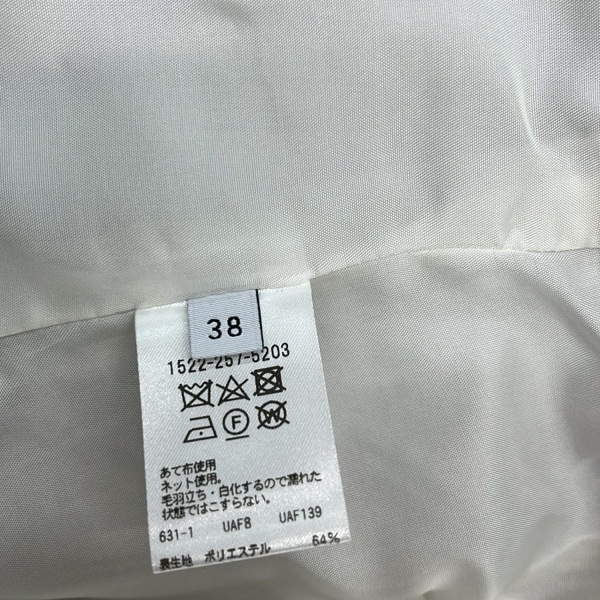 38
1522-257-5203
F
W
あて布使用
ネット使用。
毛羽立ち・白化するので濡れた
状態ではこすらない。
631-1 UAF8 UAF139
表生地 ポリエステル 64%